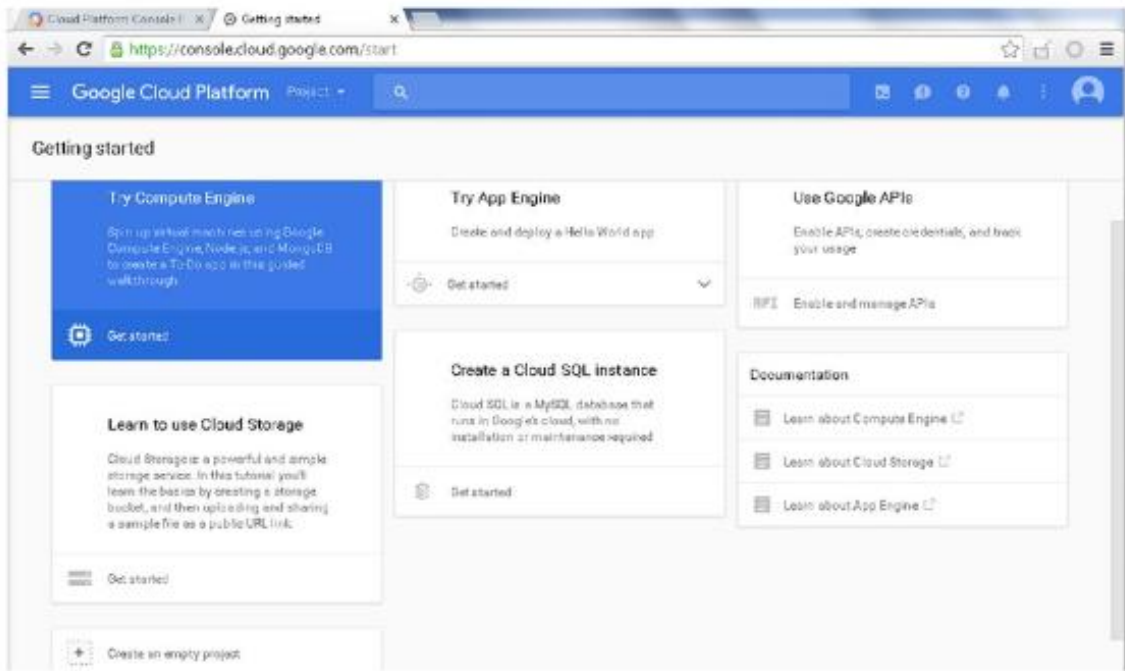 Cloud Platform Console
Getting started
https://console.cloud.google.com/start
Google Cloud Platform
Project
Getting started
Try Compute Engine
Spin up virtual machines using Google
Compute Engine, Node.js, and MongoDB
to create a To-Do app in this guided
walkthrough
Get started
Learn to use Cloud Storage
Cloud Storage is a powerful and simple
storage service. In this tutorial you'll
learn the basics by creating a storage
bucket, and then uploading and sharing
a sample file as a public URL link.
Get started
Create an empty project
Try App Engine
Create and deploy a Hello World app
Get started
Create a Cloud SQL instance
Cloud SQL is a MySQL database that
runs in Google's cloud, with no
installation or maintenance required
Get started
Use Google APIs
Enable APIs, create credentials, and track
your usage
API Enable and manage APIs
Documentation
Learn about Compute Engine
Learn about Cloud Storage
Learn about App Engine